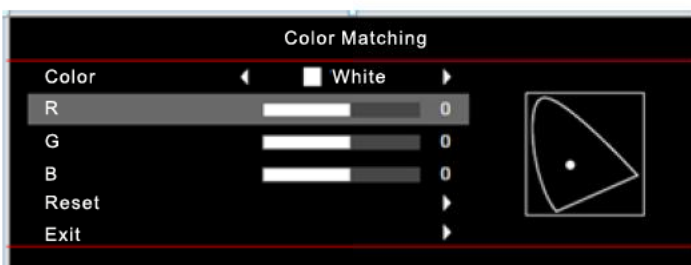 Color Matching
Color White
R 0
G 0
B 0
Reset
Exit